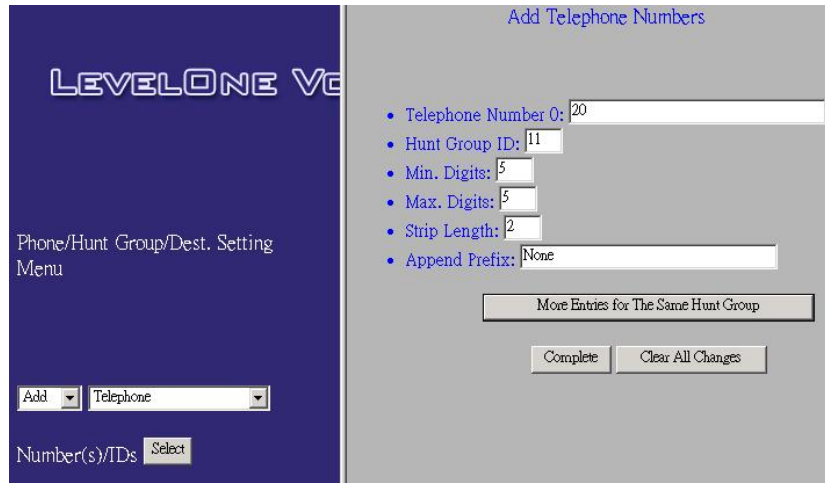 LEVELONE VO
Phone/Hunt Group/Dest. Setting
Menu
Add Telephone
Number(s)/IDs Select
Add Telephone Numbers
• Telephone Number 0: 20
• Hunt Group ID: 11
• Min. Digits: 5
• Max. Digits: 5
• Strip Length: 2
• Append Prefix: None
More Entries for The Same Hunt Group
Complete Clear All Changes